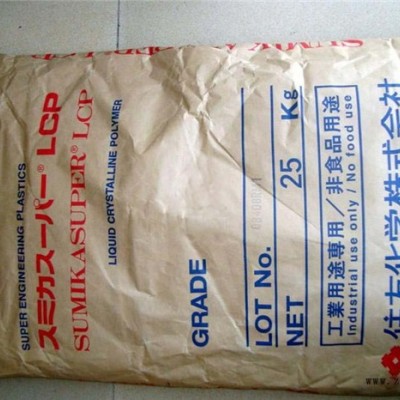 SUPER ENGINEERING PLASTICS
スミカスーパー® LCP
SUMIKASUPER® LCP
LIQUID CRYSTALLINE POLYMER
GRADE
LOT No.
NET 25 Kg
工業用途専用／非食品用途
Industrial use only / No food use
住友化学株式会社